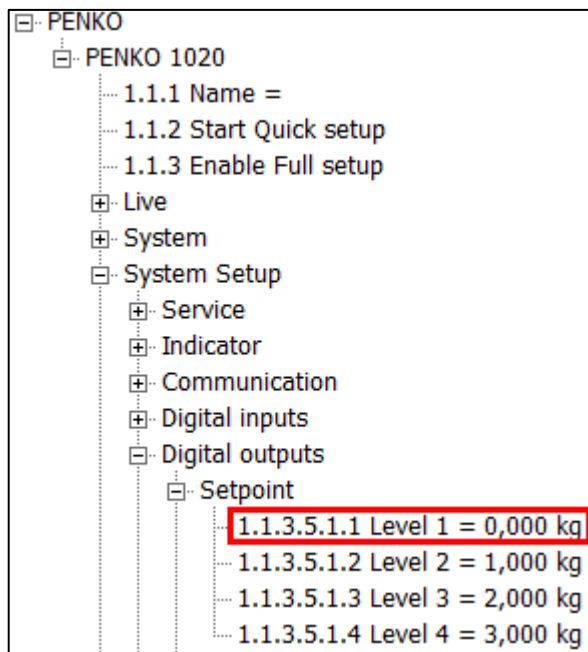 PENKO
PENKO 1020
1.1.1 Name =
1.1.2 Start Quick setup
1.1.3 Enable Full setup
Live
System
System Setup
Service
Indicator
Communication
Digital inputs
Digital outputs
Setpoint
1.1.3.5.1.1 Level 1 = 0,000 kg
1.1.3.5.1.2 Level 2 = 1,000 kg
1.1.3.5.1.3 Level 3 = 2,000 kg
1.1.3.5.1.4 Level 4 = 3,000 kg